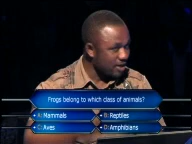 Frogs belong to which class of animals?
A: Mammals
B: Reptiles
C: Aves
D: Amphibians